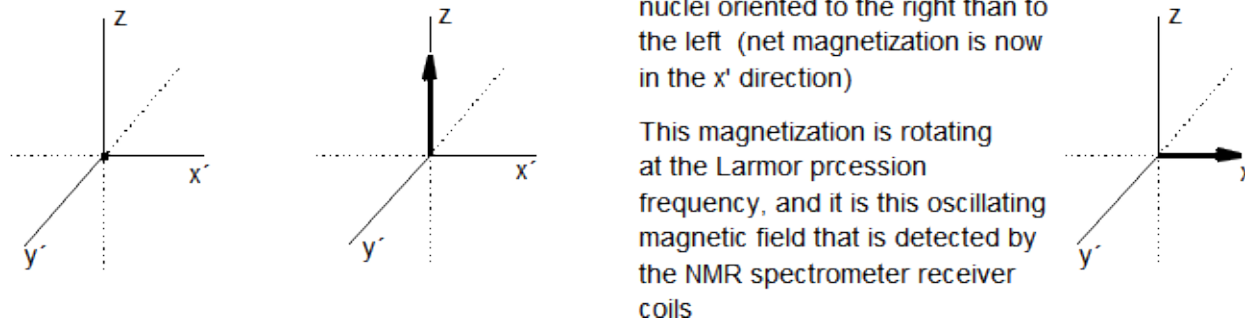 z
x´
y´
z
x´
y´
nuclei oriented to the right than to
the left (net magnetization is now
in the x' direction)
This magnetization is rotating
at the Larmor prcession
frequency, and it is this oscillating
magnetic field that is detected by
the NMR spectrometer receiver
coils
z
y´